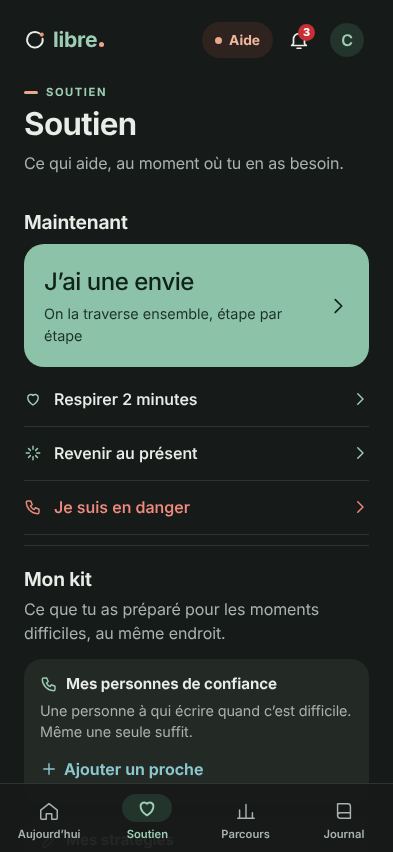 libre.
Aide
3
C
SOUTIEN
Soutien
Ce qui aide, au moment où tu en as besoin.
Maintenant
J’ai une envie
On la traverse ensemble, étape par
étape
Respirer 2 minutes
Revenir au présent
Je suis en danger
Mon kit
Ce que tu as préparé pour les moments
difficiles, au même endroit.
Mes personnes de confiance
Une personne à qui écrire quand c’est difficile.
Même une seule suffit.
+ Ajouter un proche
Mes stratégies
Aujourd’hui
Soutien
Parcours
Journal